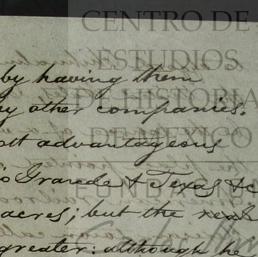 CENTRO DE
ESTUDIOS
DE HISTORIA
DE MEXICO
by having them
other companies.
advantageous
Grande & Texas &c
acres; but the real
greater: although he